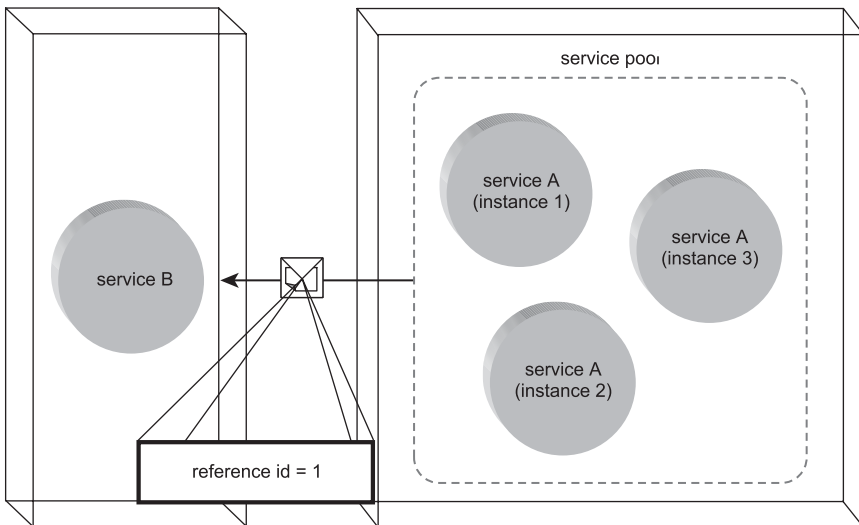 service pool
service A
(instance 1)
service A
(instance 3)
service B
service A
(instance 2)
reference id = 1